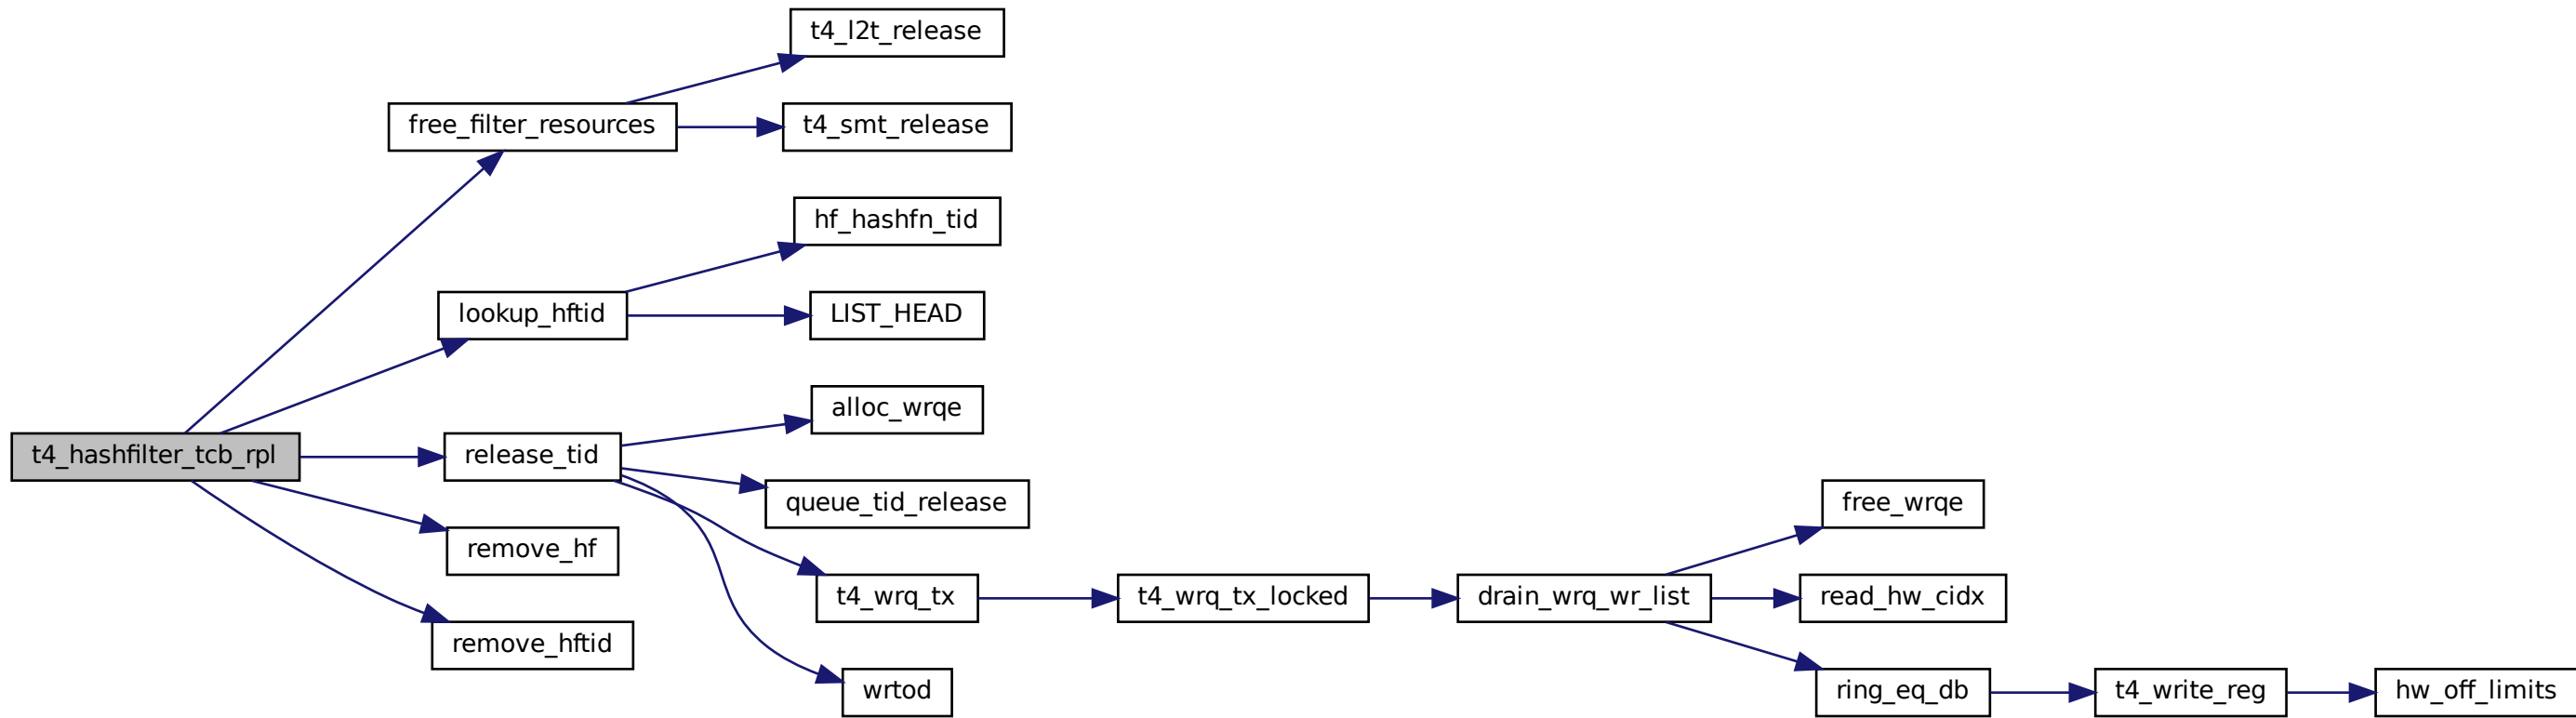 t4_l2t_release
free_filter_resources
t4_smt_release
hf_hashfn_tid
lookup_hftid
LIST_HEAD
alloc_wrqe
t4_hashfilter_tcb_rpl
release_tid
queue_tid_release
free_wrqe
remove_hf
t4_wrq_tx
t4_wrq_tx_locked
drain_wrq_wr_list
read_hw_cidx
remove_hftid
wrtod
ring_eq_db
t4_write_reg
hw_off_limits